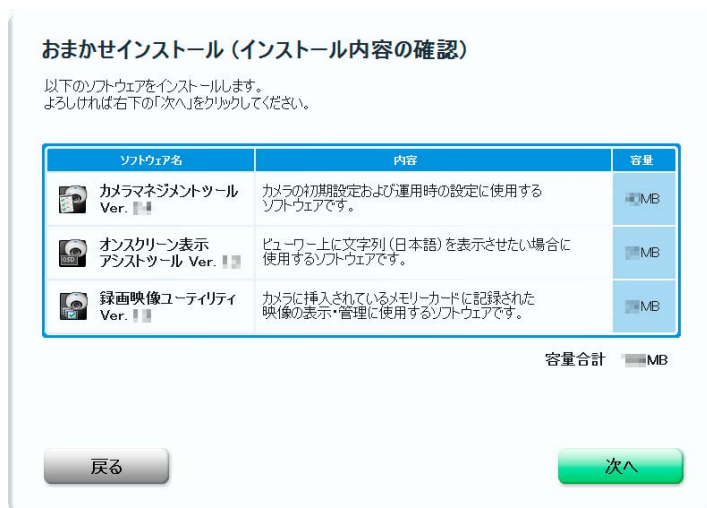 おまかせインストール（インストール内容の確認）
以下のソフトウェアをインストールします。
よろしければ右下の「次へ」をクリックしてください。
ソフトウェア名 内容 容量
カメラマネジメントツール
Ver.
カメラの初期設定および運用時の設定に使用する
ソフトウェアです。
MB
OSD
オンスクリーン表示
アシストツール Ver.
ビューワー上に文字列（日本語）を表示させたい場合に
使用するソフトウェアです。
MB
録画映像ユーティリティ
Ver.
カメラに挿入されているメモリーカードに記録された
映像の表示・管理に使用するソフトウェアです。
MB
容量合計 MB
戻る
次へ